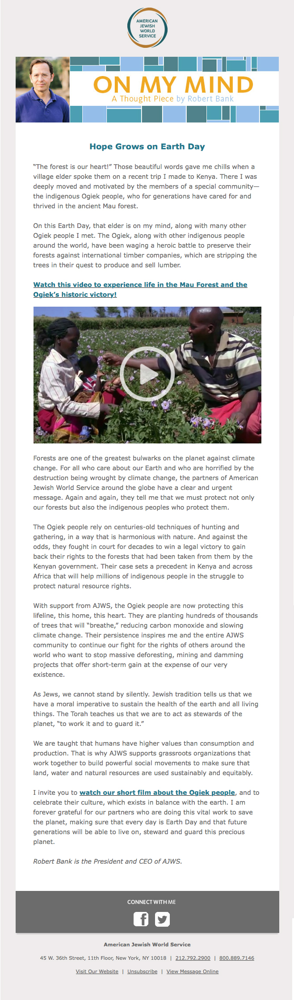 AMERICAN
JEWISH
WORLD
SERVICE
ON MY MIND
A Thought Piece by Robert Bank
Hope Grows on Earth Day
“The forest is our heart!” Those beautiful words gave me chills when a
village elder spoke them on a recent trip I made to Kenya. There I was
deeply moved and motivated by the members of a special community—
the indigenous Ogiek people, who for generations have cared for and
thrived in the ancient Mau forest.
On this Earth Day, that elder is on my mind, along with many other
Ogiek people I met. The Ogiek, along with other indigenous people
around the world, have been waging a heroic battle to preserve their
forests against international timber companies, which are stripping the
trees in their quest to produce and sell lumber.
Watch this video to experience life in the Mau Forest and the
Ogiek’s historic victory!
Forests are one of the greatest bulwarks on the planet against climate
change. For all who care about our Earth and who are horrified by the
destruction being wrought by climate change, the partners of American
Jewish World Service around the globe have a clear and urgent
message. Again and again, they tell me that we must protect not only
our forests but also the indigenous peoples who protect them.
The Ogiek people rely on centuries-old techniques of hunting and
gathering, in a way that is harmonious with nature. And against the
odds, they fought in court for decades to win a legal victory to gain
back their rights to the forests that had been taken from them by the
Kenyan government. Their case sets a precedent in Kenya and across
Africa that will help millions of indigenous people in the struggle to
protect natural resource rights.
With support from AJWS, the Ogiek people are now protecting this
lifeline, this home, this heart. They are planting hundreds of thousands
of trees that will “breathe,” reducing carbon monoxide and slowing
climate change. Their persistence inspires me and the entire AJWS
community to continue our fight for the rights of others around the
world who want to stop massive deforesting, mining and damming
projects that offer short-term gain at the expense of our very
existence.
As Jews, we cannot stand by silently. Jewish tradition tells us that we
have a moral imperative to sustain the health of the earth and all living
things. The Torah teaches us that we are to act as stewards of the
planet, “to work it and to guard it.”
We are taught that humans have higher values than consumption and
production. That is why AJWS supports grassroots organizations that
work together to build powerful social movements to make sure that
land, water and natural resources are used sustainably and equitably.
I invite you to watch our short film about the Ogiek people, and to
celebrate their culture, which exists in balance with the earth. I am
forever grateful for our partners who are doing this vital work to save
the planet, making sure that every day is Earth Day and that future
generations will be able to live on, steward and guard this precious
planet.
Robert Bank is the President and CEO of AJWS.
CONNECT WITH ME
American Jewish World Service
45 W. 36th Street, 11th Floor, New York, NY 10018 | 212.792.2900 | 800.889.7146
Visit Our Website | Unsubscribe | View Message Online